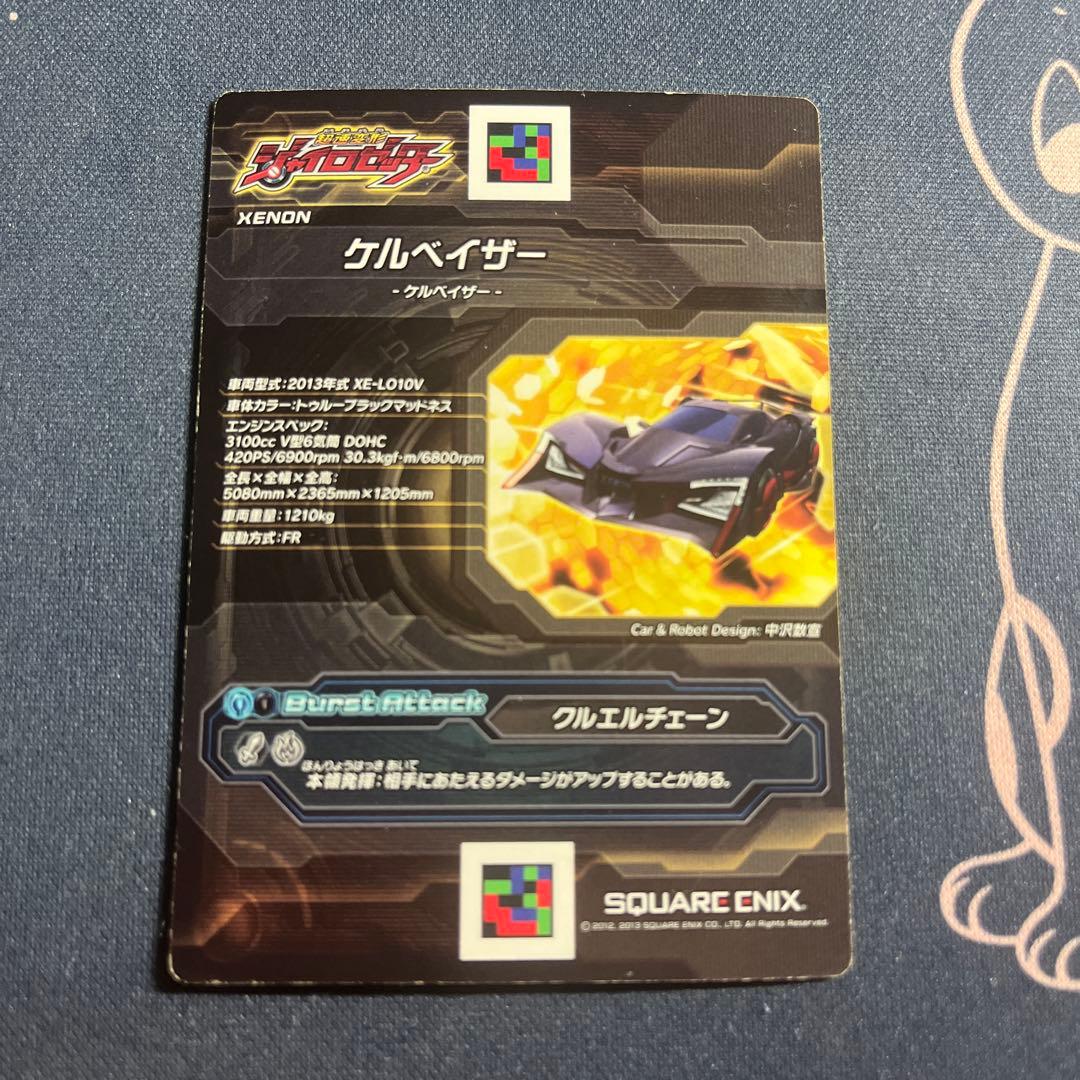 超速変形
ジャイロゼッター
XENON
ケルベイザー
- ケルベイザー -
車両型式:2013年式 XE-LO10V
車体カラー:トゥルーブラックマッドネス
エンジンスペック:
3100cc V型6気筒 DOHC
420PS/6900rpm 30.3kgf·m/6800rpm
全長×全幅×全高:
5080mm×2365mm×1205mm
車両重量:1210kg
駆動方式:FR
Car & Robot Design: 中沢数宣
Burst Attack
クルエルチェーン
ほんりょうはっき あいて
本領発揮:相手にあたえるダメージがアップすることがある。
SQUARE ENIX.
© 2012, 2013 SQUARE ENIX CO., LTD. All Rights Reserved.